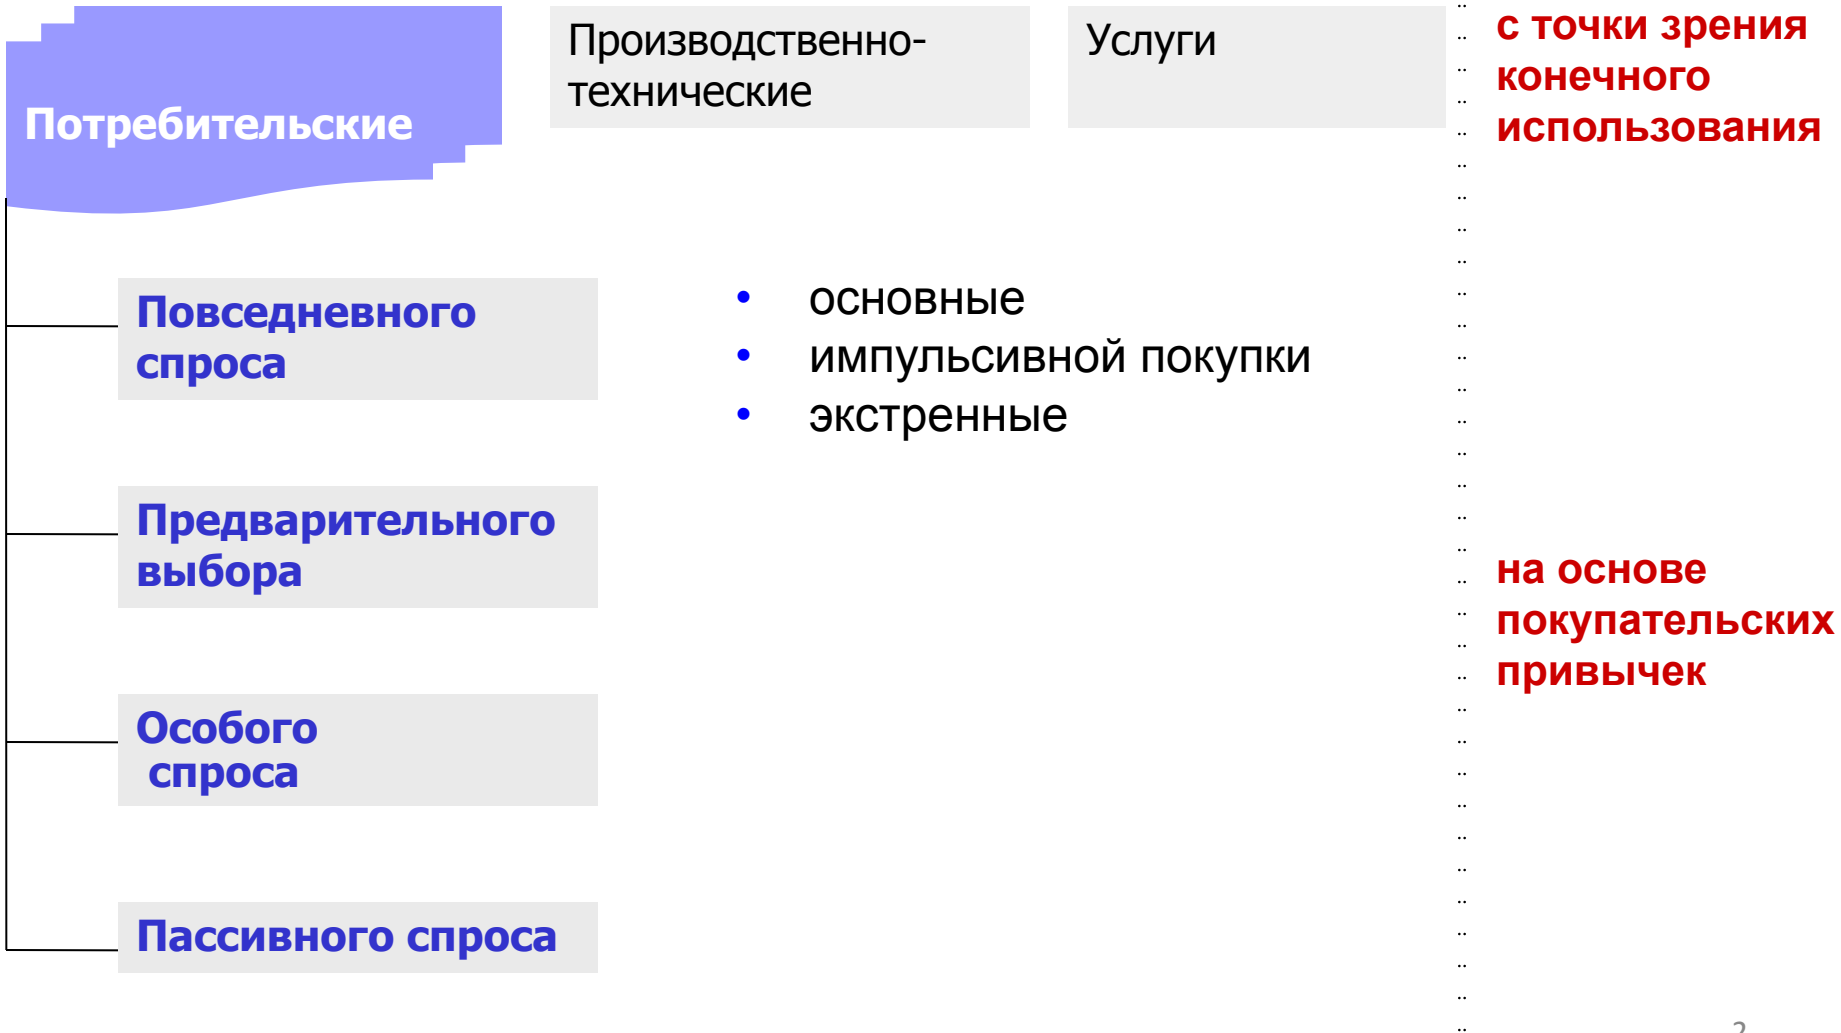 Потребительские
Производственно-
технические
Услуги
с точки зрения
конечного
использования
Повседневного
спроса
• основные
• импульсивной покупки
• экстренные
Предварительного
выбора
на основе
покупательских
привычек
Особого
спроса
Пассивного спроса
2